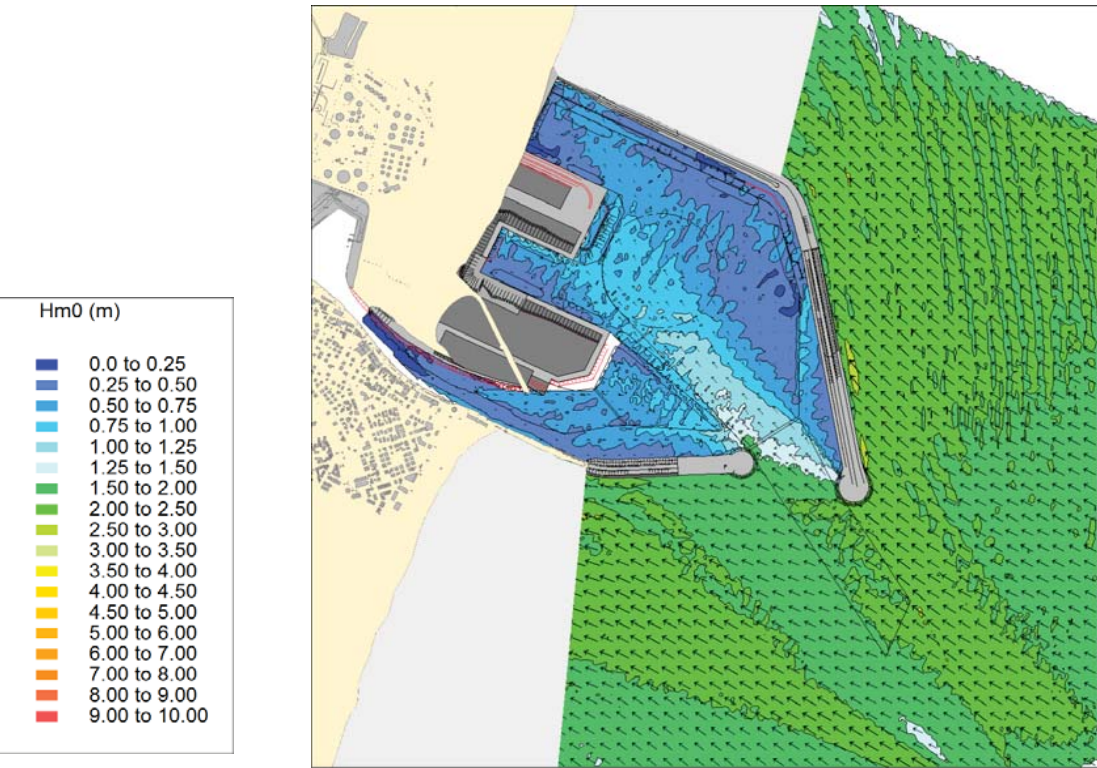 Hm0 (m)
0.0 to 0.25
0.25 to 0.50
0.50 to 0.75
0.75 to 1.00
1.00 to 1.25
1.25 to 1.50
1.50 to 2.00
2.00 to 2.50
2.50 to 3.00
3.00 to 3.50
3.50 to 4.00
4.00 to 4.50
4.50 to 5.00
5.00 to 6.00
6.00 to 7.00
7.00 to 8.00
8.00 to 9.00
9.00 to 10.00